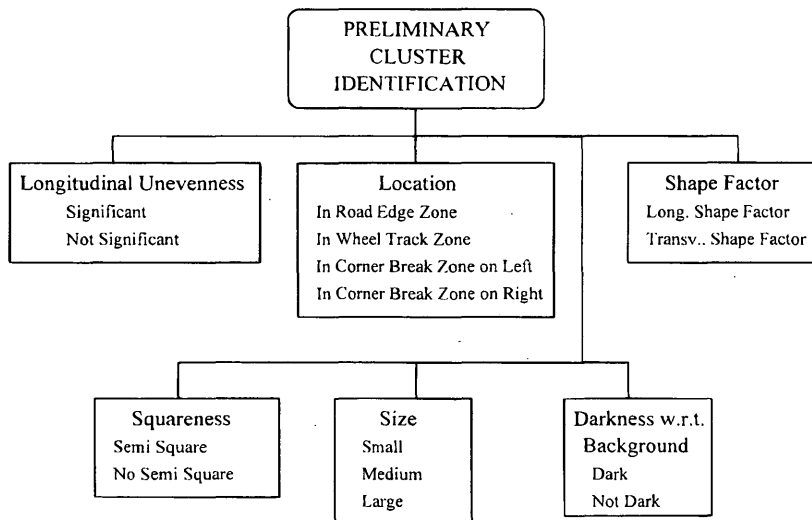 PRELIMINARY
CLUSTER
IDENTIFICATION
Longitudinal Unevenness
Significant
Not Significant
Location
In Road Edge Zone
In Wheel Track Zone
In Corner Break Zone on Left
In Corner Break Zone on Right
Shape Factor
Long. Shape Factor
Transv.. Shape Factor
Squareness
Semi Square
No Semi Square
Size
Small
Medium
Large
Darkness w.r.t.
Background
Dark
Not Dark